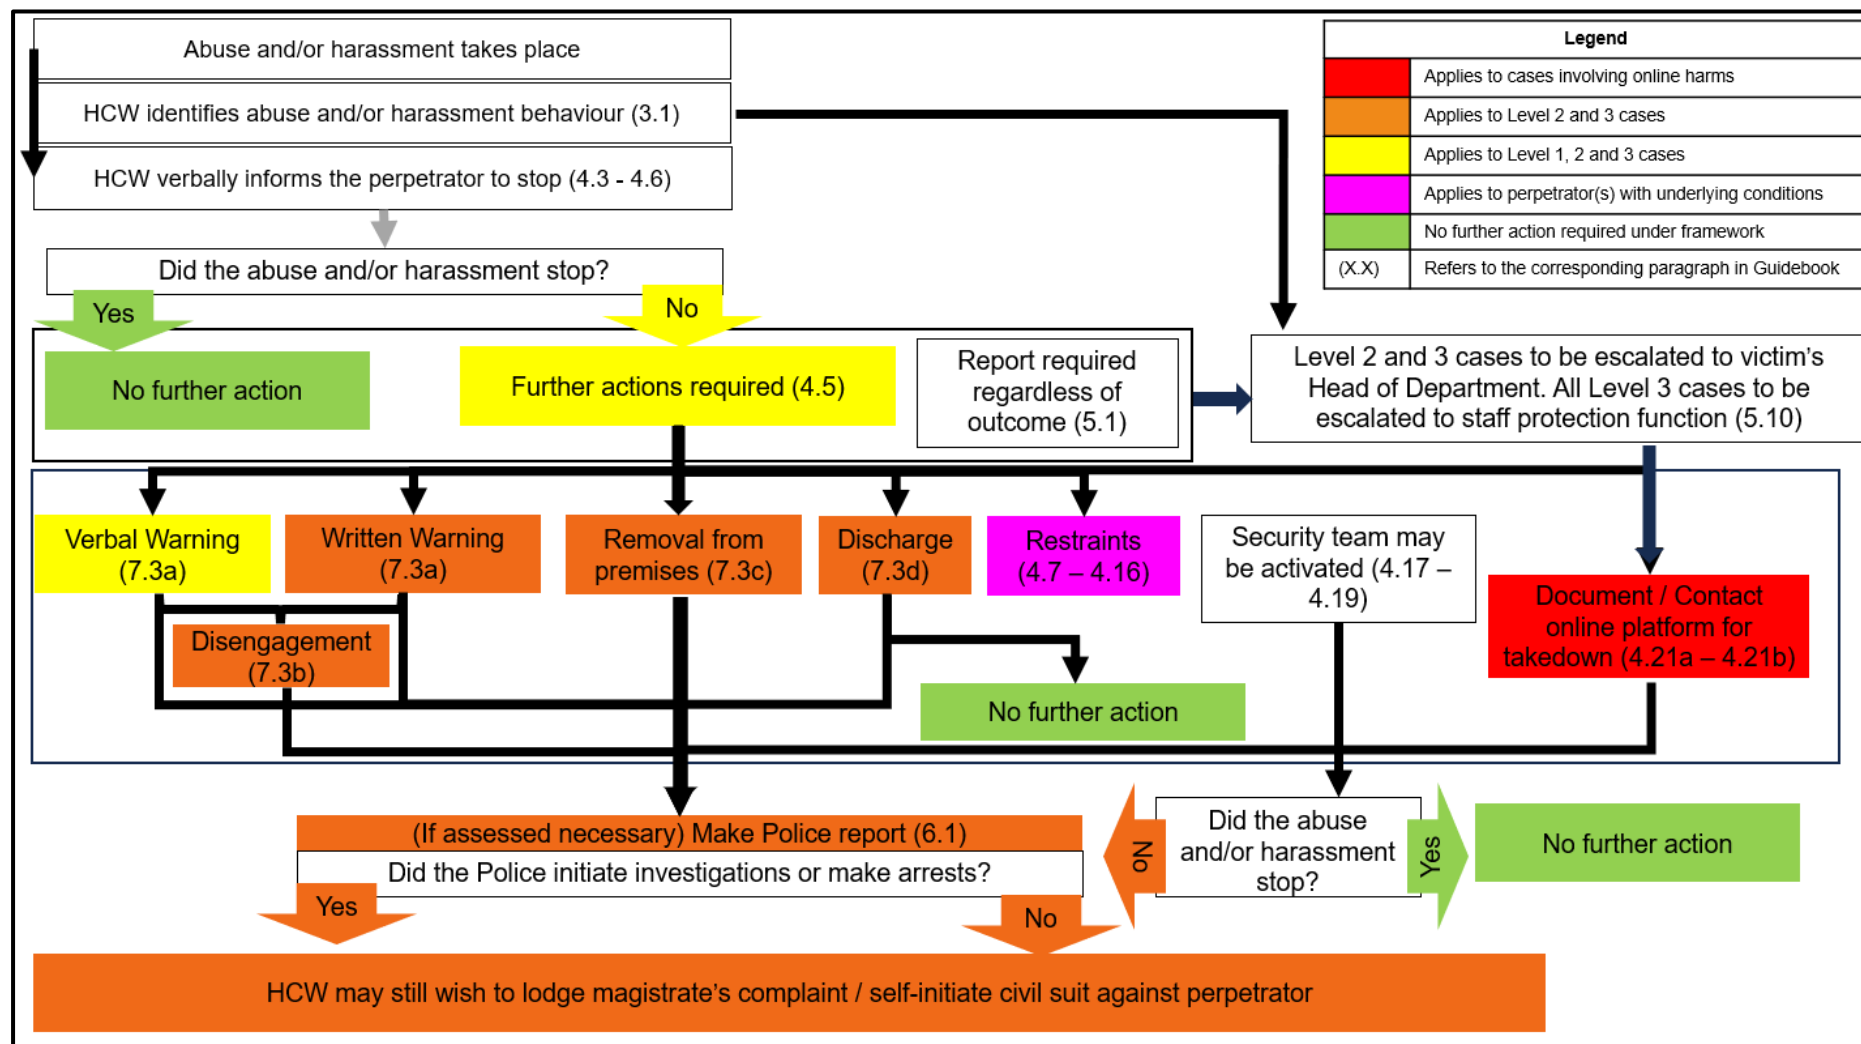 Abuse and/or harassment takes place
HCW identifies abuse and/or harassment behaviour (3.1)
HCW verbally informs the perpetrator to stop (4.3 - 4.6)
Did the abuse and/or harassment stop?
Yes
No
No further action
Further actions required (4.5)
Report required
regardless of
outcome (5.1)
Legend
Applies to cases involving online harms
Applies to Level 2 and 3 cases
Applies to Level 1, 2 and 3 cases
Applies to perpetrator(s) with underlying conditions
No further action required under framework
(X.X) Refers to the corresponding paragraph in Guidebook
Level 2 and 3 cases to be escalated to victim’s
Head of Department. All Level 3 cases to be
escalated to staff protection function (5.10)
Verbal Warning
(7.3a)
Written Warning
(7.3a)
Removal from
premises (7.3c)
Discharge
(7.3d)
Restraints
(4.7 – 4.16)
Security team may
be activated (4.17 –
4.19)
Document / Contact
online platform for
takedown (4.21a – 4.21b)
Disengagement
(7.3b)
No further action
(If assessed necessary) Make Police report (6.1)
Did the Police initiate investigations or make arrests?
No
Did the abuse
and/or harassment
stop?
Yes
No further action
Yes
No
HCW may still wish to lodge magistrate’s complaint / self-initiate civil suit against perpetrator